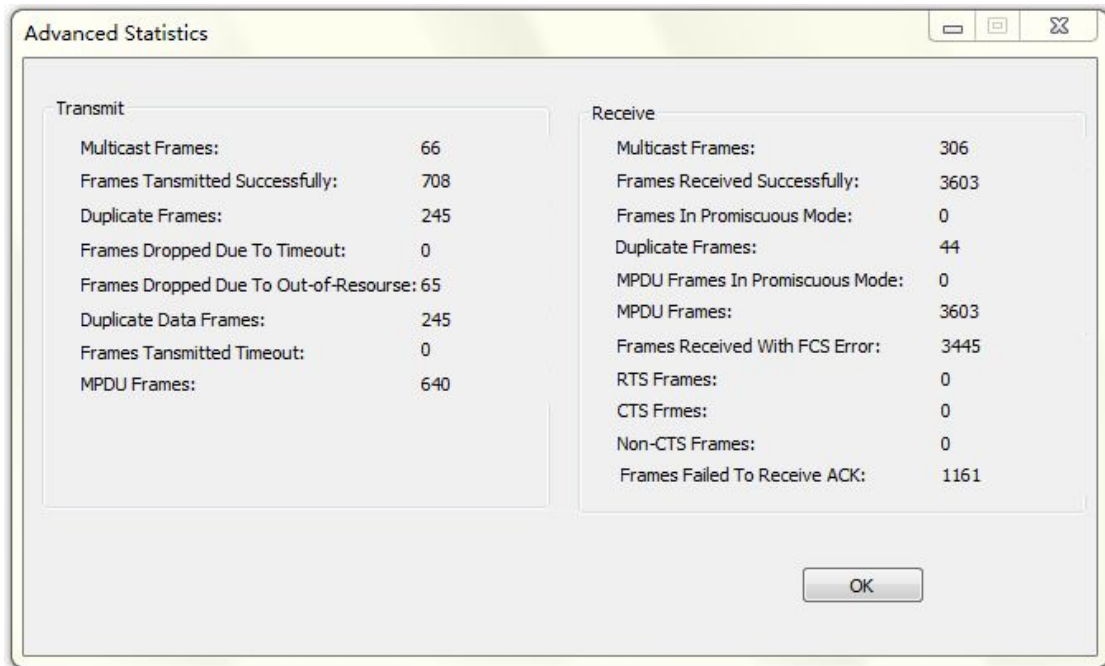 Advanced Statistics
Transmit
Multicast Frames: 66
Frames Tansmitted Successfully: 708
Duplicate Frames: 245
Frames Dropped Due To Timeout: 0
Frames Dropped Due To Out-of-Resourse: 65
Duplicate Data Frames: 245
Frames Tansmitted Timeout: 0
MPDU Frames: 640
Receive
Multicast Frames: 306
Frames Received Successfully: 3603
Frames In Promiscuous Mode: 0
Duplicate Frames: 44
MPDU Frames In Promiscuous Mode: 0
MPDU Frames: 3603
Frames Received With FCS Error: 3445
RTS Frames: 0
CTS Frmes: 0
Non-CTS Frames: 0
Frames Failed To Receive ACK: 1161
OK